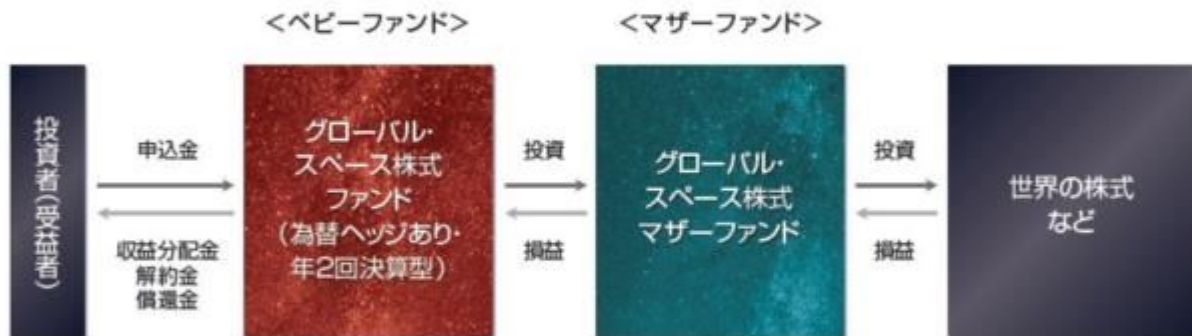 <ベビーファンド>
<マザーファンド>
投資者(受益者)
申込金
収益分配金
解約金
償還金
グローバル・
スペース株式
ファンド
(為替ヘッジあり・
年2回決算型)
投資
損益
グローバル・
スペース株式
マザーファンド
投資
損益
世界の株式
など